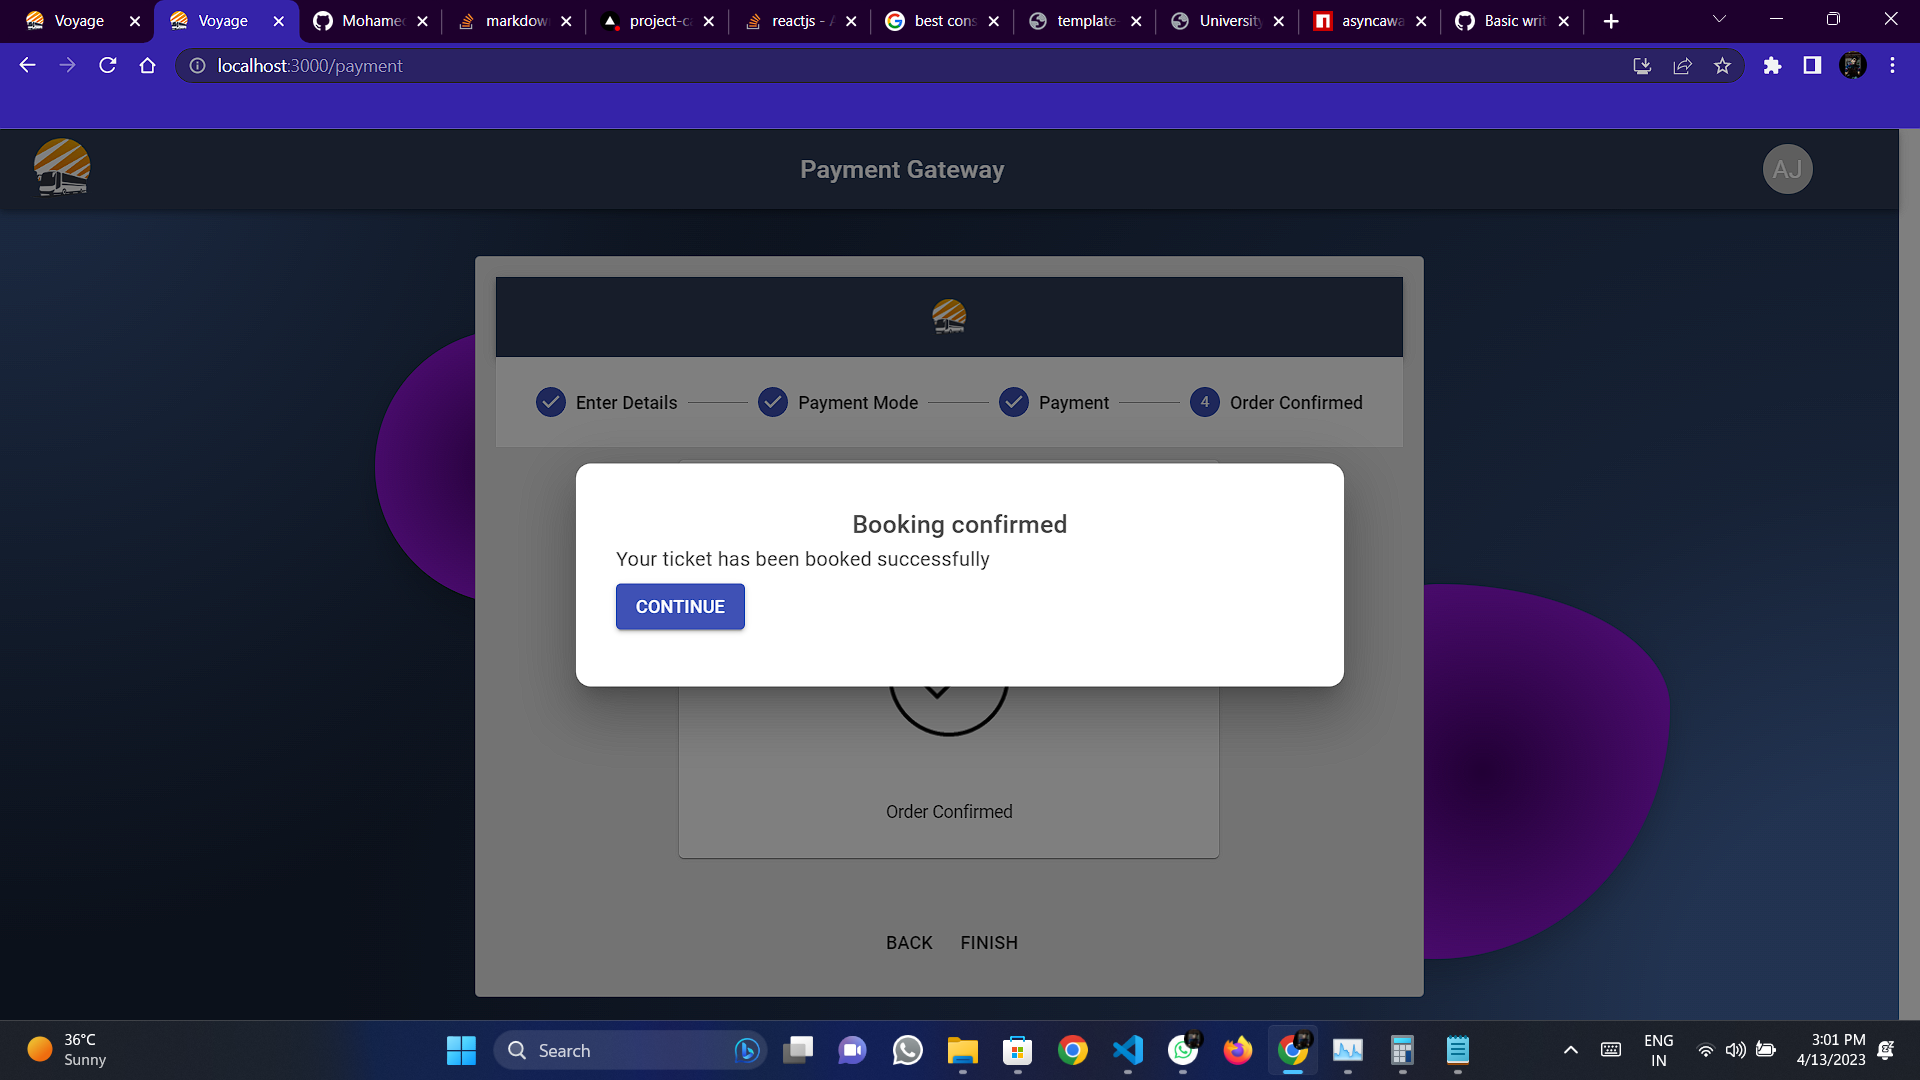 Voyage
Voyage
Mohamed
markdown
project-ca
reactjs - A
best cons
template-
University
asyncawa
Basic writ
localhost:3000/payment
Payment Gateway
AJ
Enter Details
Payment Mode
Payment
4
Order Confirmed
Booking confirmed
Your ticket has been booked successfully
CONTINUE
Order Confirmed
BACK
FINISH
36°C
Sunny
Search
ENG
IN
3:01 PM
4/13/2023